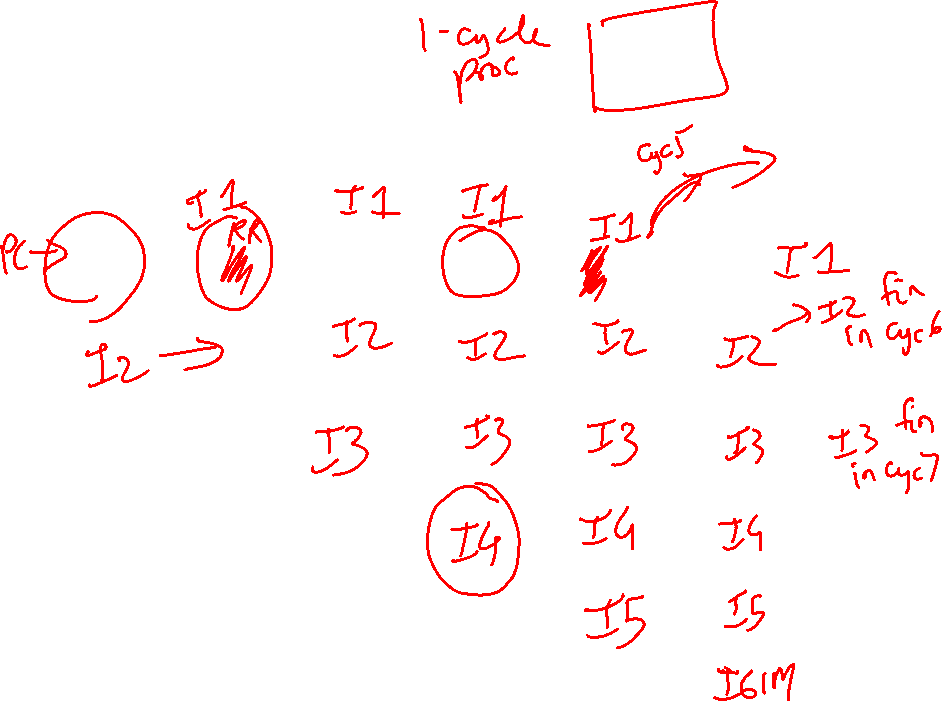 1-cycle
proc
cyc5
I1 I1 I1 I1
RR
PC
I1
I2 I2 I2 I2 I2 fin
in cyc6
I2
I3 I3 I3 I3 I3 fin
in cyc7
I4 I4 I4
I5 I5
I6IM